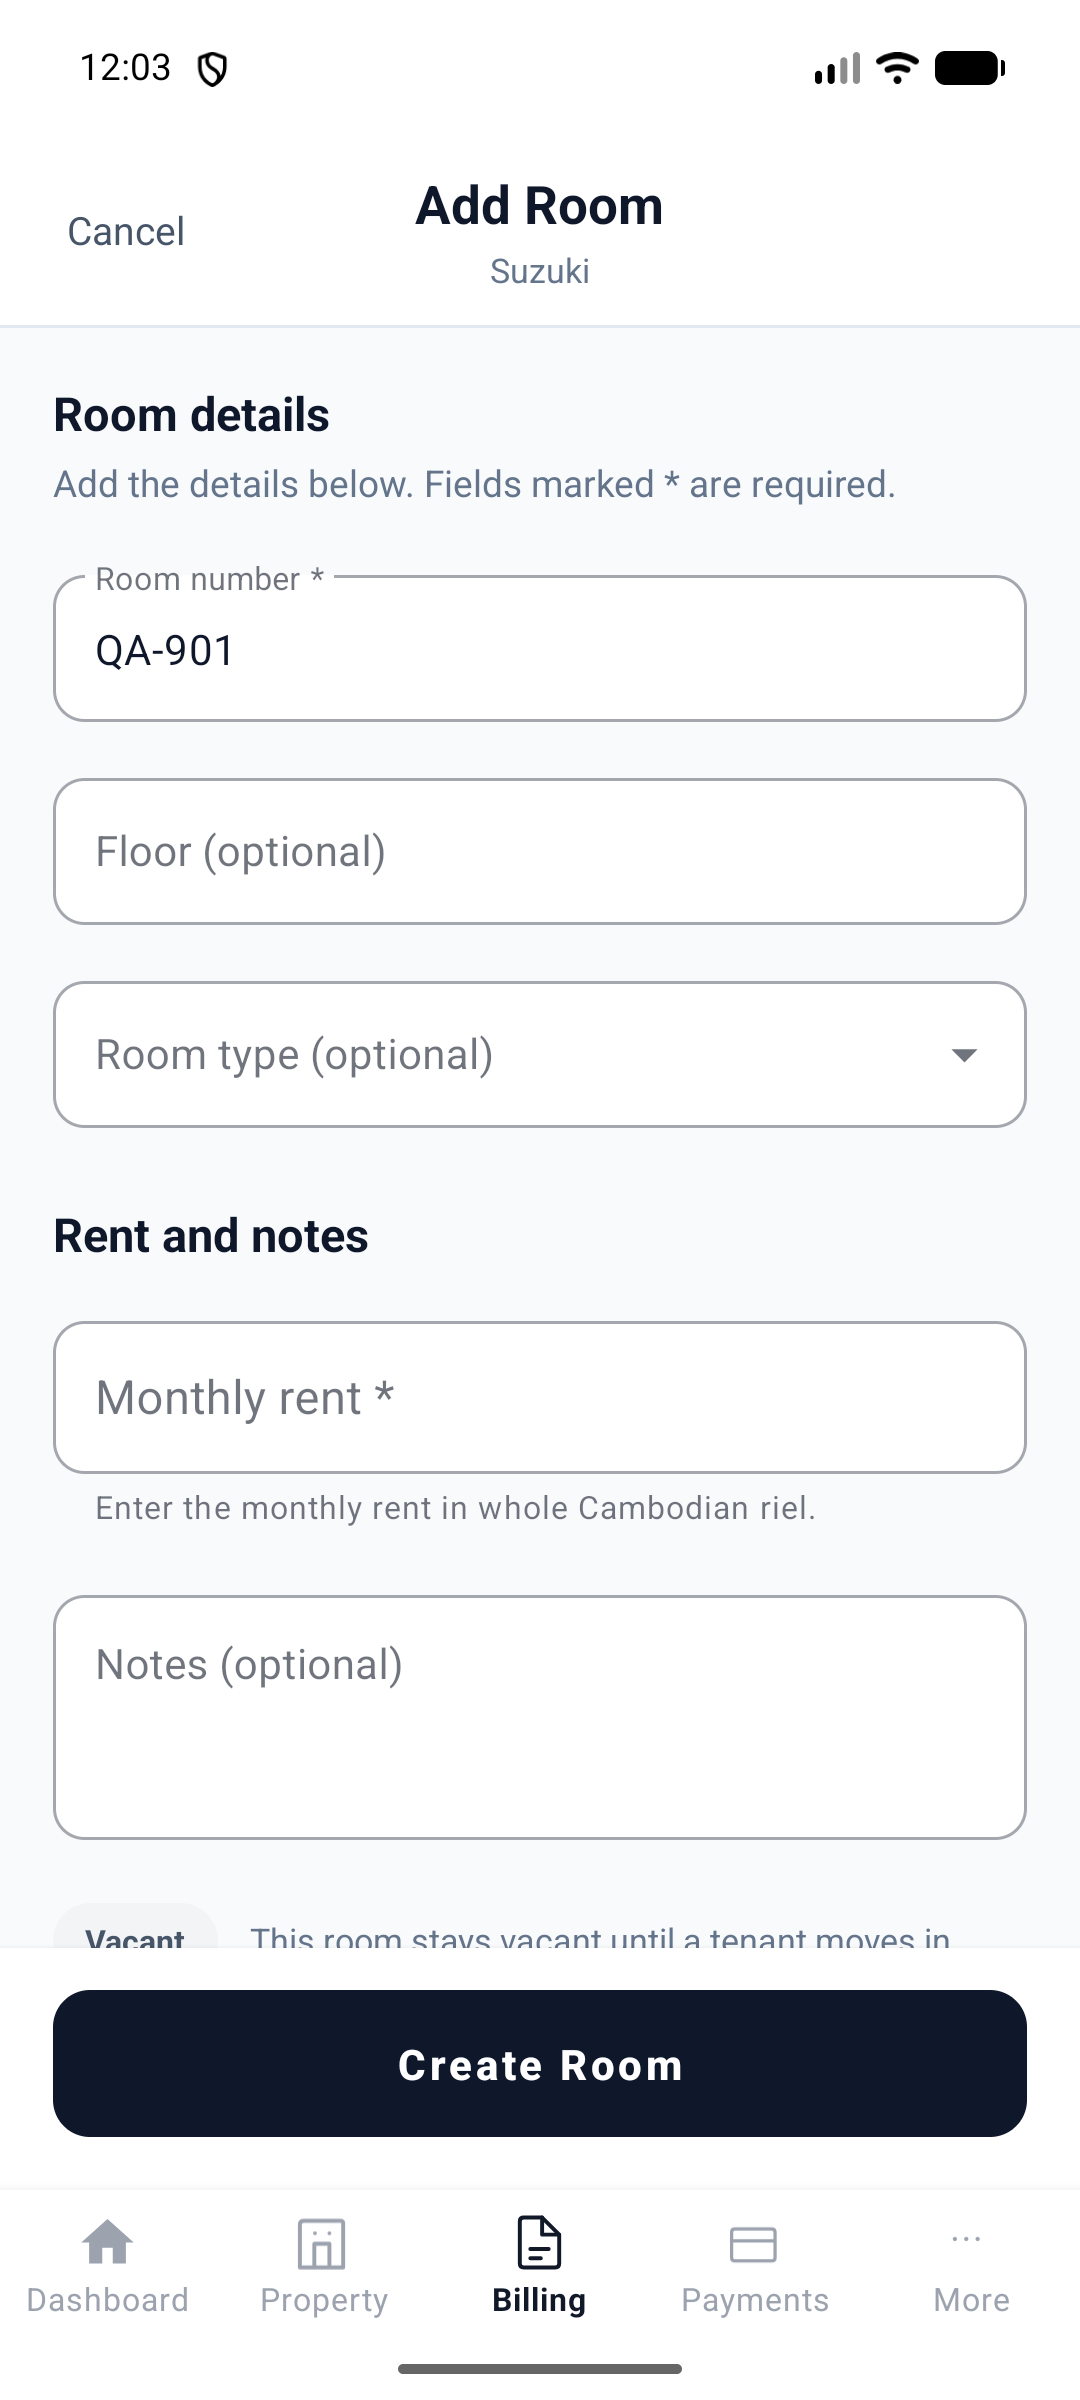 12:03
Cancel
Add Room
Suzuki
Room details
Add the details below. Fields marked * are required.
Room number *
QA-901
Floor (optional)
Room type (optional)
Rent and notes
Monthly rent *
Enter the monthly rent in whole Cambodian riel.
Notes (optional)
Vacant This room stays vacant until a tenant moves in
Create Room
Dashboard Property Billing Payments More